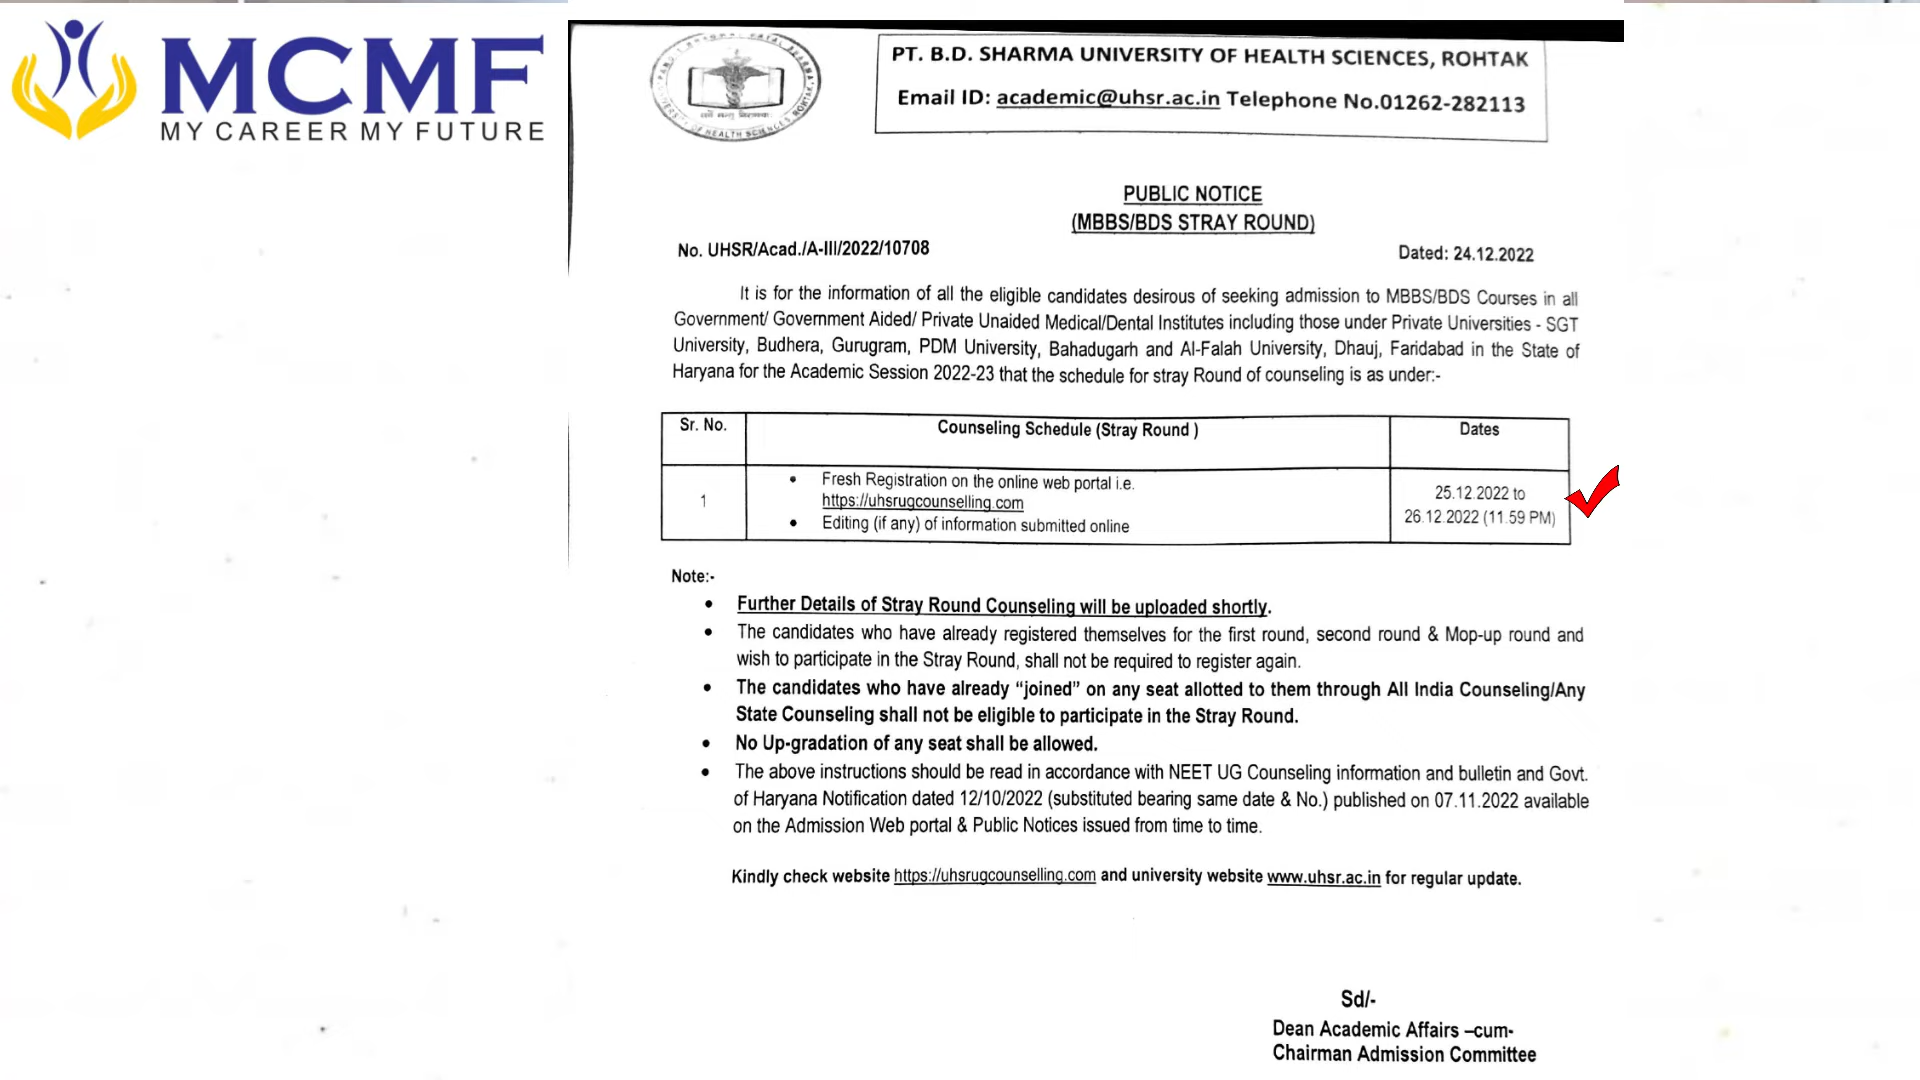 MCMF
MY CAREER MY FUTURE
PT. B.D. SHARMA UNIVERSITY OF HEALTH SCIENCES, ROHTAK
Email ID: academic@uhsr.ac.in Telephone No.01262-282113
OF HEALTH SCIENCES ROHTAK
PUBLIC NOTICE
(MBBS/BDS STRAY ROUND)
No. UHSR/Acad./A-III/2022/10708
Dated: 24.12.2022
It is for the information of all the eligible candidates desirous of seeking admission to MBBS/BDS Courses in all
Government/ Government Aided/ Private Unaided Medical/Dental Institutes including those under Private Universities - SGT
University, Budhera, Gurugram, PDM University, Bahadugarh and Al-Falah University, Dhauj, Faridabad in the State of
Haryana for the Academic Session 2022-23 that the schedule for stray Round of counseling is as under:-
Sr. No.
Counseling Schedule (Stray Round )
Dates
1
• Fresh Registration on the online web portal i.e.
https://uhsrugcounselling.com
• Editing (if any) of information submitted online
25.12.2022 to
26.12.2022 (11.59 PM)
Note:-
• Further Details of Stray Round Counseling will be uploaded shortly.
• The candidates who have already registered themselves for the first round, second round & Mop-up round and
wish to participate in the Stray Round, shall not be required to register again.
• The candidates who have already “joined” on any seat allotted to them through All India Counseling/Any
State Counseling shall not be eligible to participate in the Stray Round.
• No Up-gradation of any seat shall be allowed.
• The above instructions should be read in accordance with NEET UG Counseling information and bulletin and Govt.
of Haryana Notification dated 12/10/2022 (substituted bearing same date & No.) published on 07.11.2022 available
on the Admission Web portal & Public Notices issued from time to time.
Kindly check website https://uhsrugcounselling.com and university website www.uhsr.ac.in for regular update.
Sd/-
Dean Academic Affairs –cum-
Chairman Admission Committee